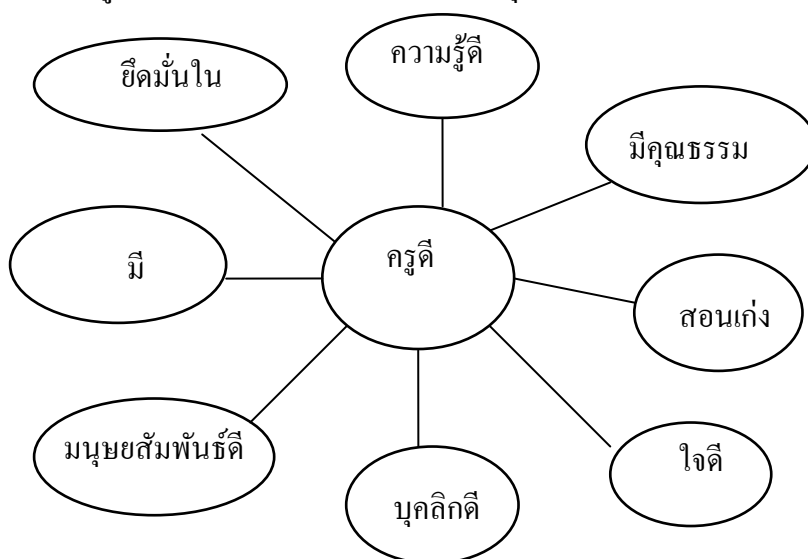 ความรู้ดี
ยึดมั่นใน
มีคุณธรรม
ครูดี
มี
สอนเก่ง
มนุษยสัมพันธ์ดี
ใจดี
บุคลิกดี